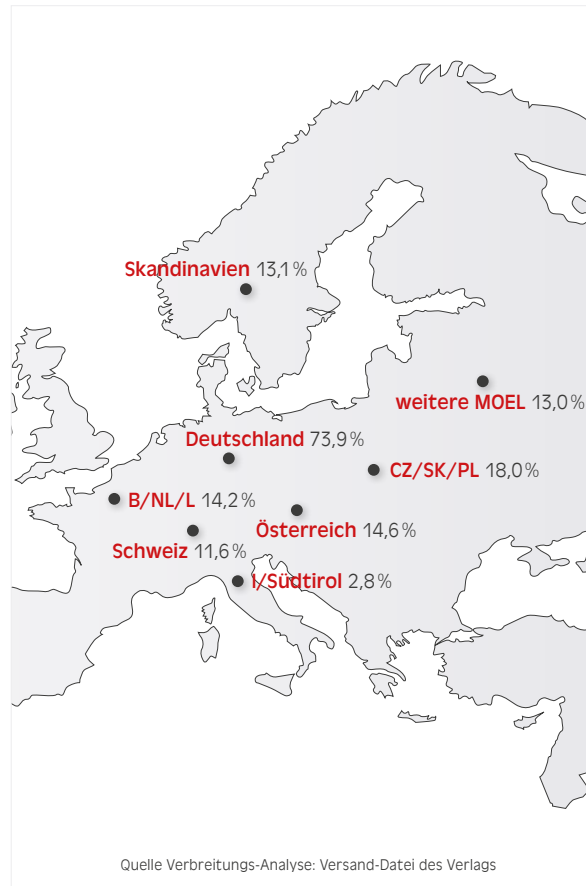 Skandinavien 13,1%
weitere MOEL 13,0%
Deutschland 73,9%
CZ/SK/PL 18,0%
B/NL/L 14,2%
Österreich 14,6%
Schweiz 11,6%
I/Südtirol 2,8%
Quelle Verbreitungs-Analyse: Versand-Datei des Verlags